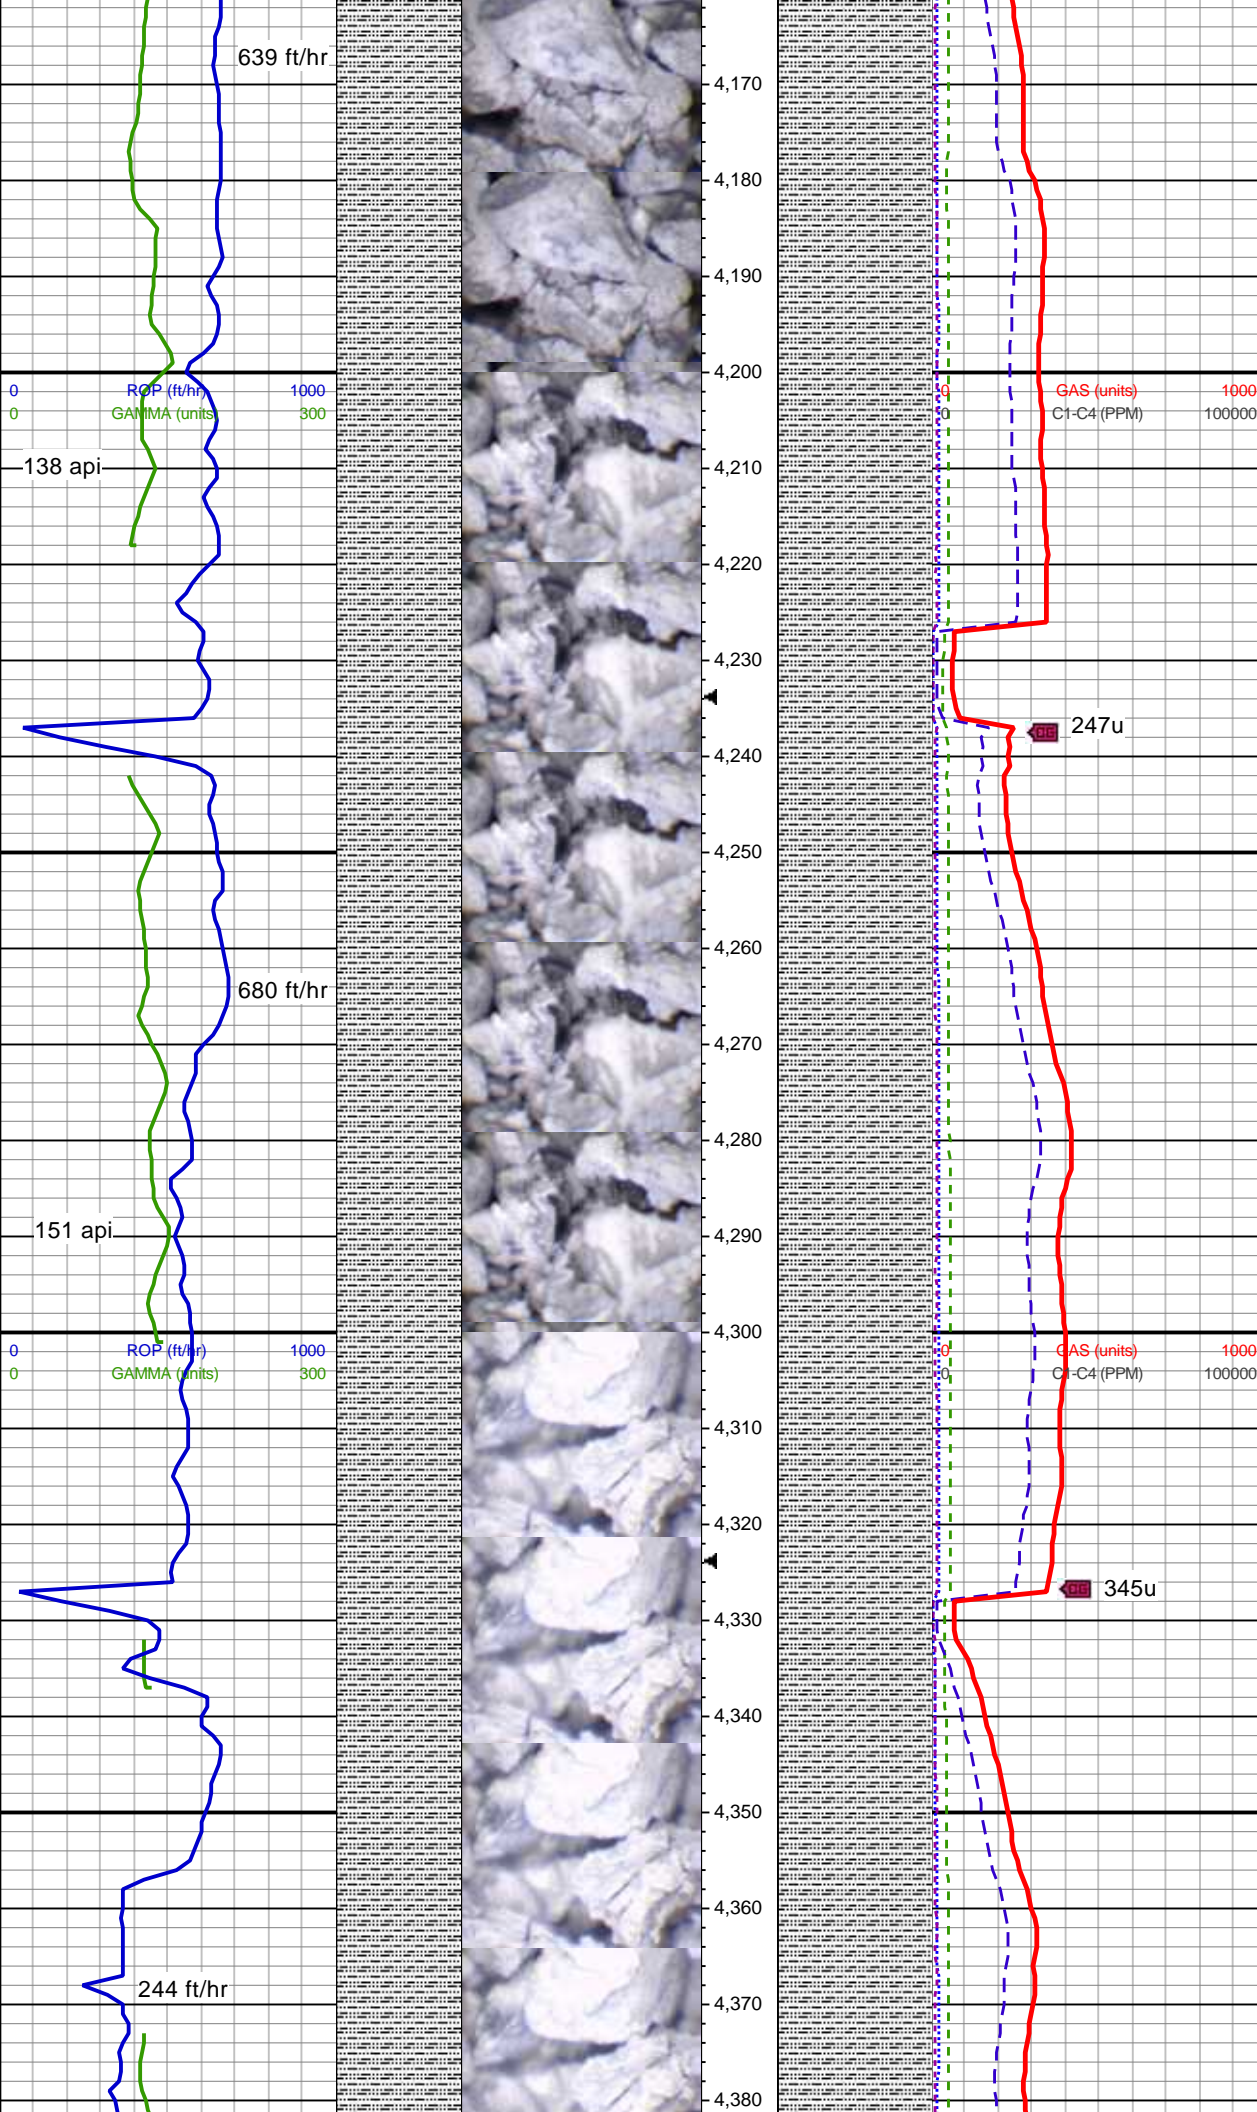 639 ft/hr
4,170
4,180
4,190
4,200
0 ROP (ft/hr) 1000
0 GAMMA (units) 300
0 GAS (units) 1000
0 C1-C4 (PPM) 100000
138 api
4,210
4,220
4,230
247u
CG
4,240
4,250
4,260
680 ft/hr
4,270
4,280
151 api
4,290
4,300
0 ROP (ft/hr) 1000
0 GAMMA (units) 300
0 GAS (units) 1000
0 C1-C4 (PPM) 100000
4,310
4,320
CG
345u
4,330
4,340
4,350
4,360
244 ft/hr
4,370
4,380